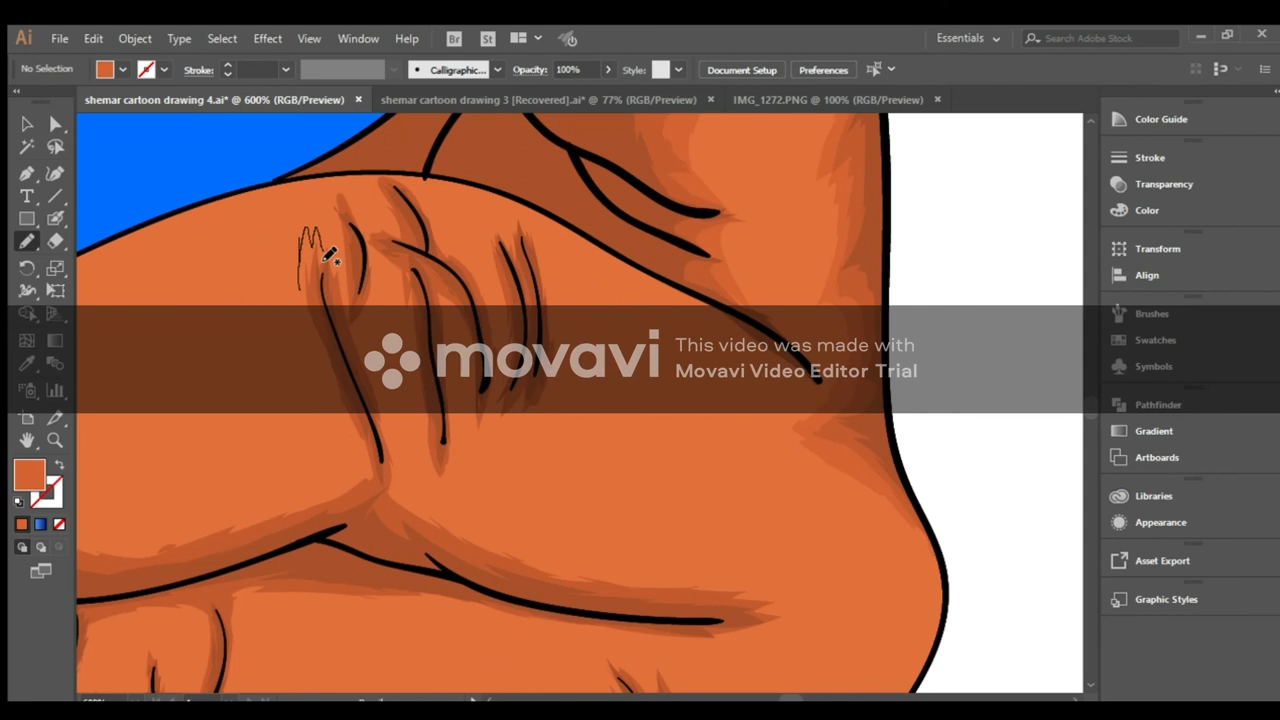 Ai File Edit Object Type Select Effect View Window Help Br St Essentials Search Adobe Stock
No Selection Stroke: Calligraphic... Opacity: 100% Style: Document Setup Preferences
shemar cartoon drawing 4.ai* @ 600% (RGB/Preview) × shemar cartoon drawing 3 [Recovered].ai* @ 77% (RGB/Preview) × IMG_1272.PNG @ 100% (RGB/Preview) ×
Color Guide
Stroke
Transparency
Color
Transform
Align
Brushes
Swatches
Symbols
Pathfinder
Gradient
Artboards
Libraries
Appearance
Asset Export
Graphic Styles
movavi
This video was made with
Movavi Video Editor Trial